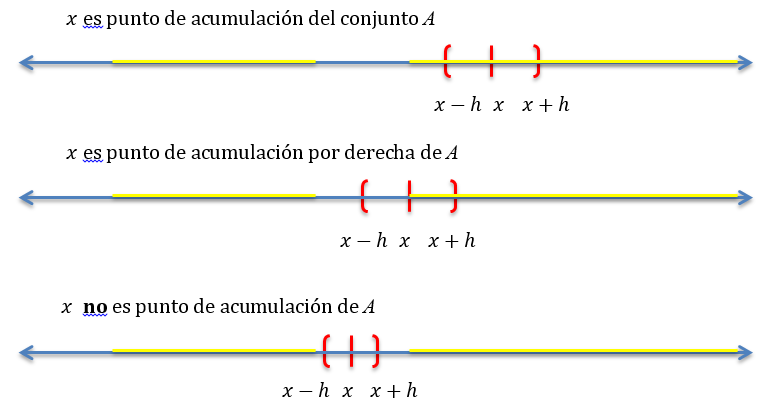 x es punto de acumulación del conjunto A
x − h x x + h
x es punto de acumulación por derecha de A
x − h x x + h
x no es punto de acumulación de A
x − h x x + h